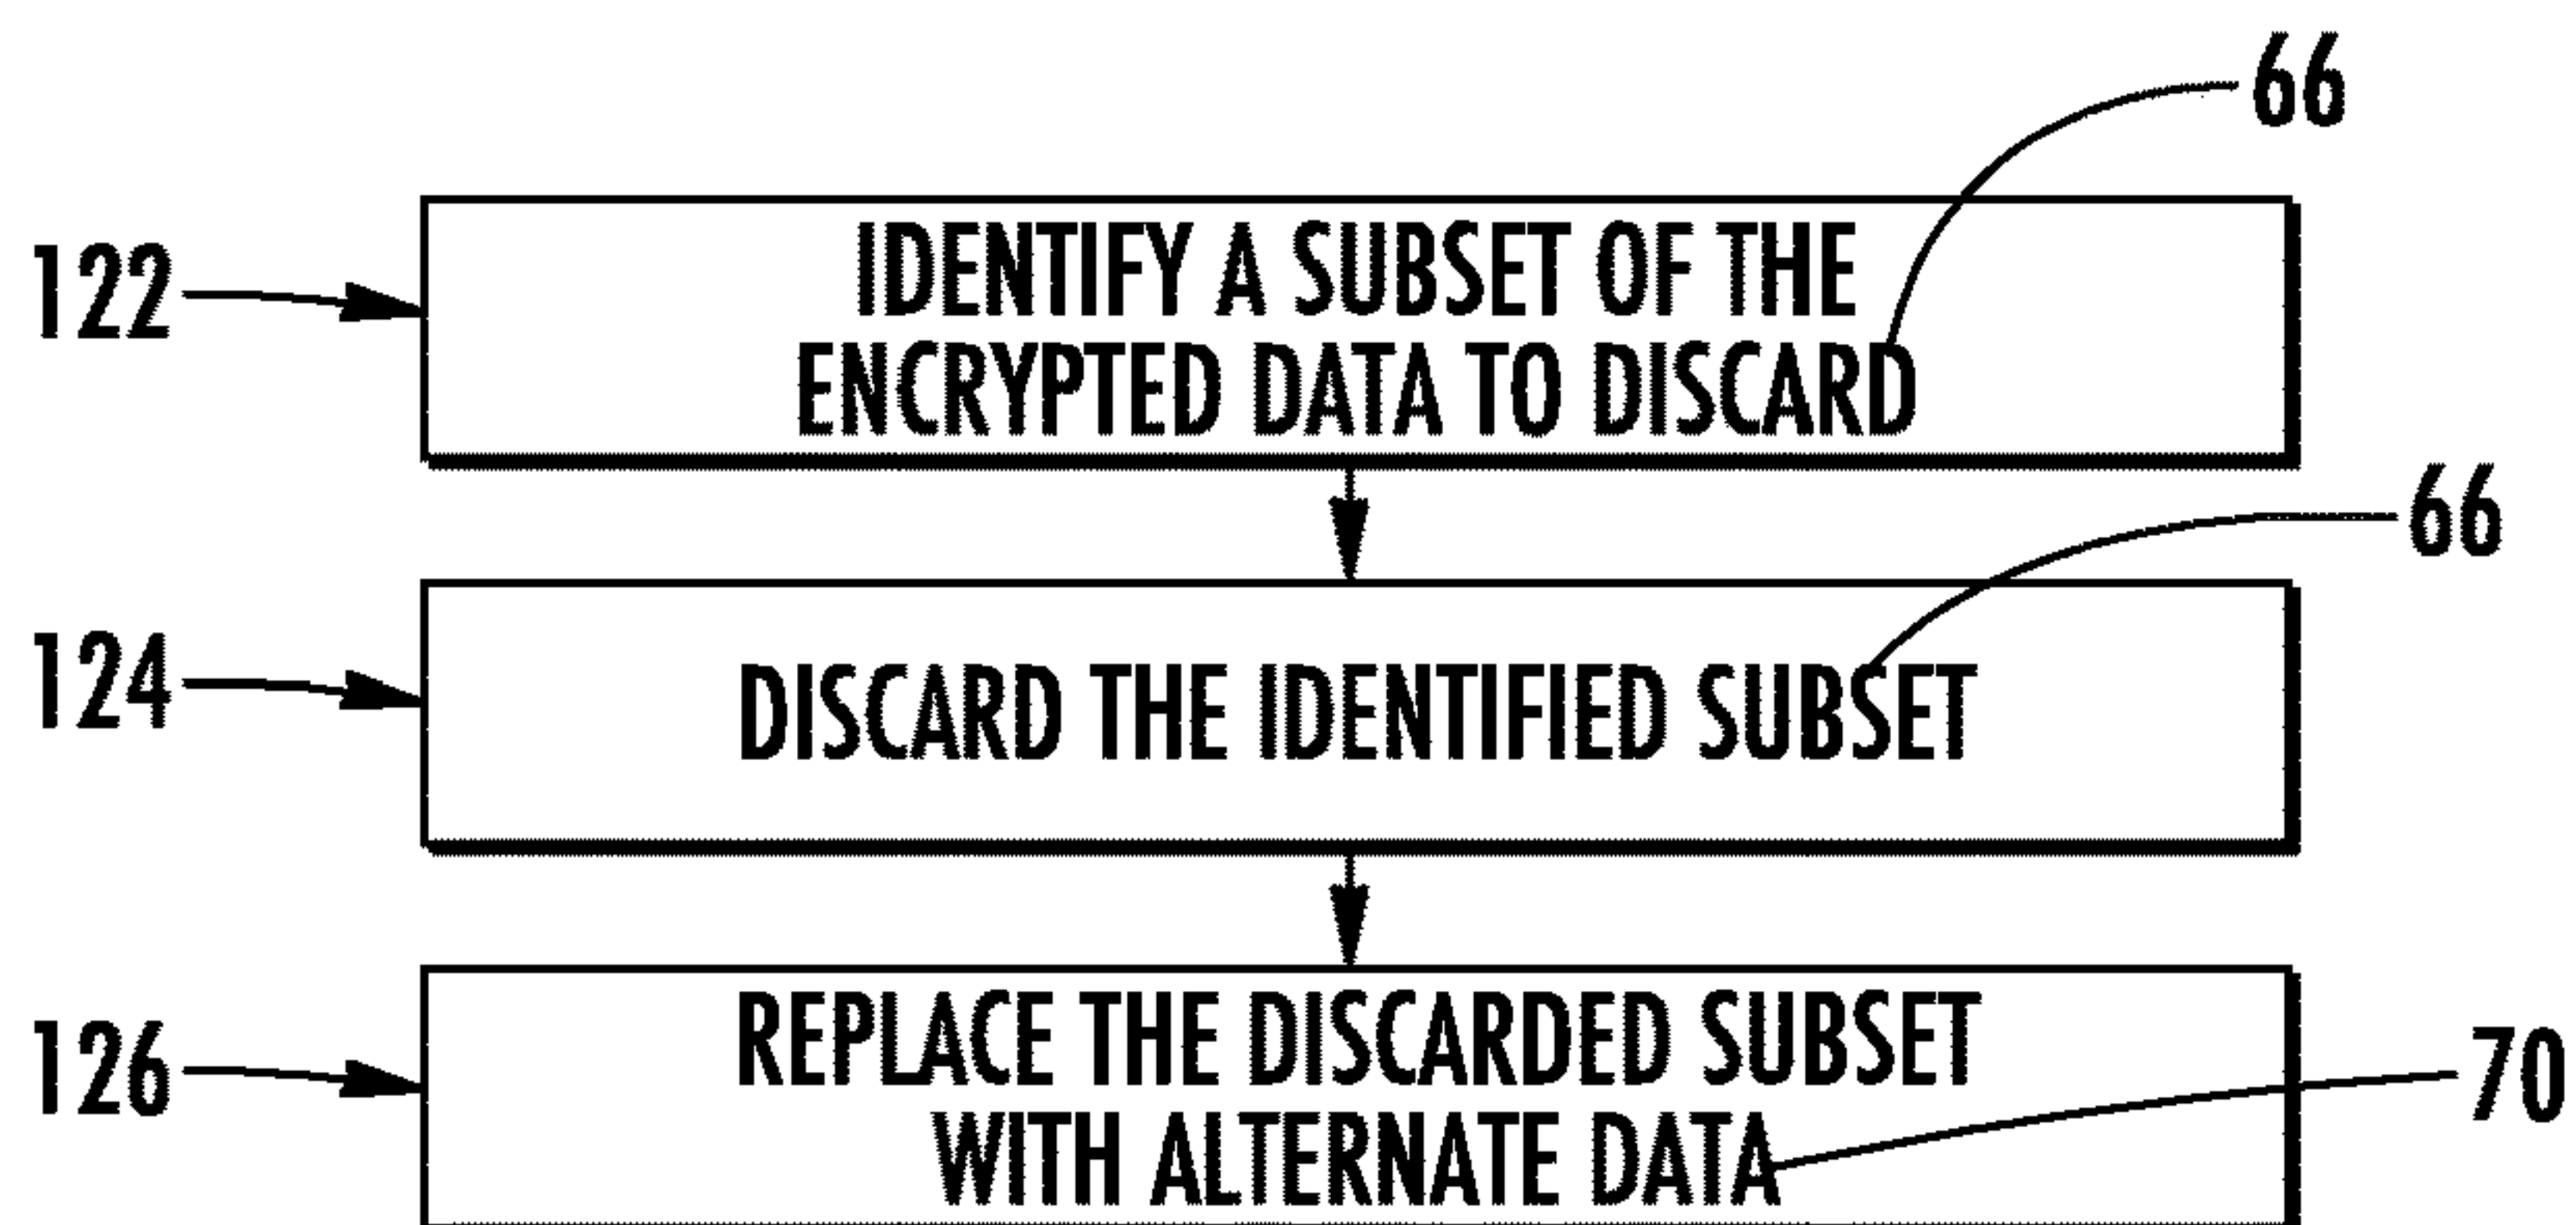 66
122
IDENTIFY A SUBSET OF THE
ENCRYPTED DATA TO DISCARD
66
124
DISCARD THE IDENTIFIED SUBSET
126
REPLACE THE DISCARDED SUBSET
WITH ALTERNATE DATA
70